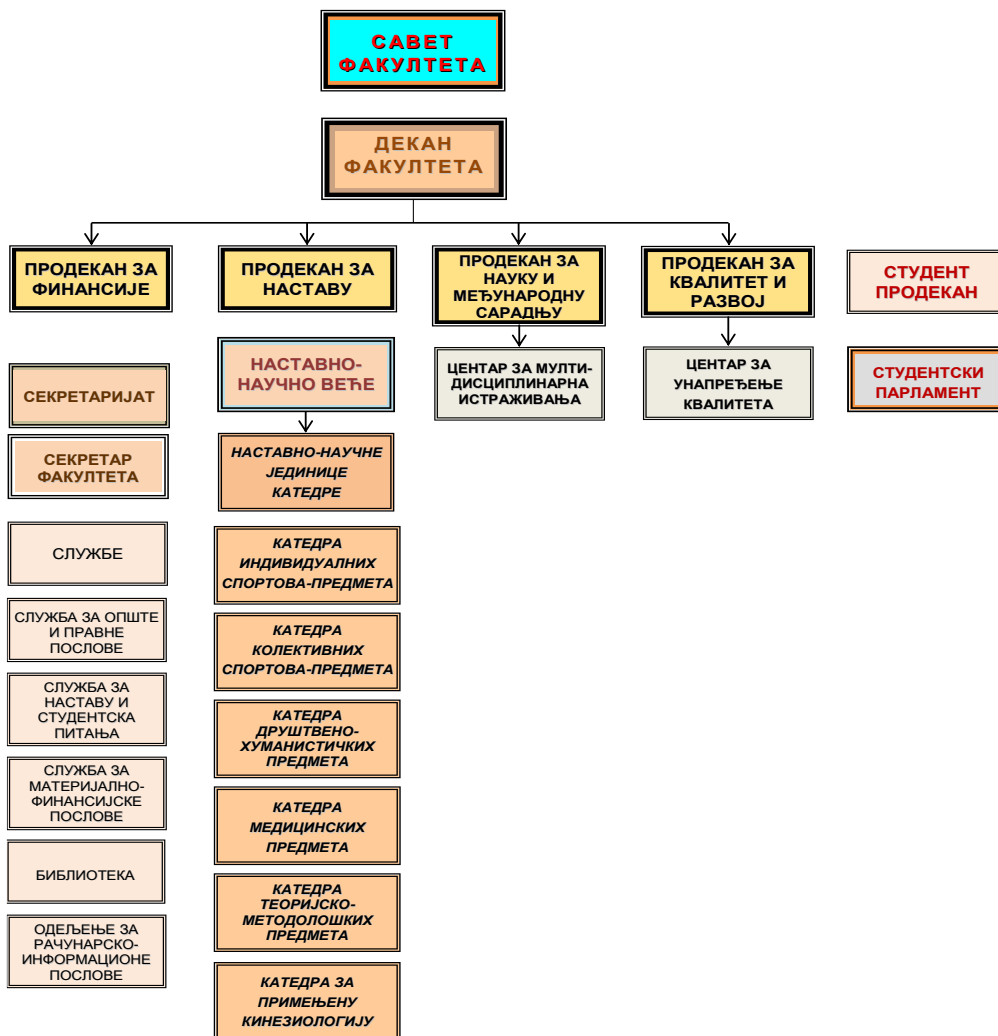 САВЕТ
ФАКУЛТЕТА
ДЕКАН
ФАКУЛТЕТА
ПРОДЕКАН ЗА
ФИНАНСИЈЕ
ПРОДЕКАН ЗА
НАСТАВУ
ПРОДЕКАН ЗА
НАУКУ И
МЕЂУНАРОДНУ
САРАДЊУ
ПРОДЕКАН ЗА
КВАЛИТЕТ И
РАЗВОЈ
СТУДЕНТ
ПРОДЕКАН
СЕКРЕТАРИЈАТ
НАСТАВНО-
НАУЧНО ВЕЋЕ
ЦЕНТАР ЗА МУЛТИ-
ДИСЦИПЛИНАРНА
ИСТРАЖИВАЊА
ЦЕНТАР ЗА
УНАПРЕЂЕЊЕ
КВАЛИТЕТА
СТУДЕНТСКИ
ПАРЛАМЕНТ
СЕКРЕТАР
ФАКУЛТЕТА
НАСТАВНО-НАУЧНЕ
ЈЕДИНИЦЕ
КАТЕДРЕ
СЛУЖБЕ
КАТЕДРА
ИНДИВИДУАЛНИХ
СПОРТОВА-ПРЕДМЕТА
СЛУЖБА ЗА ОПШТЕ
И ПРАВНЕ
ПОСЛОВЕ
КАТЕДРА
КОЛЕКТИВНИХ
СПОРТОВА-ПРЕДМЕТА
СЛУЖБА ЗА
НАСТАВУ И
СТУДЕНТСКА
ПИТАЊА
КАТЕДРА
ДРУШТВЕНО-
ХУМАНИСТИЧКИХ
ПРЕДМЕТА
СЛУЖБА ЗА
МАТЕРИЈАЛНО-
ФИНАНСИЈСКЕ
ПОСЛОВЕ
КАТЕДРА
МЕДИЦИНСКИХ
ПРЕДМЕТА
БИБЛИОТЕКА
КАТЕДРА
ТЕОРИЈСКО-
МЕТОДОЛОШКИХ
ПРЕДМЕТА
ОДЕЉЕЊЕ ЗА
РАЧУНАРСКО-
ИНФОРМАЦИОНЕ
ПОСЛОВЕ
КАТЕДРА ЗА
ПРИМЕЊЕНУ
КИНЕЗИОЛОГИЈУ